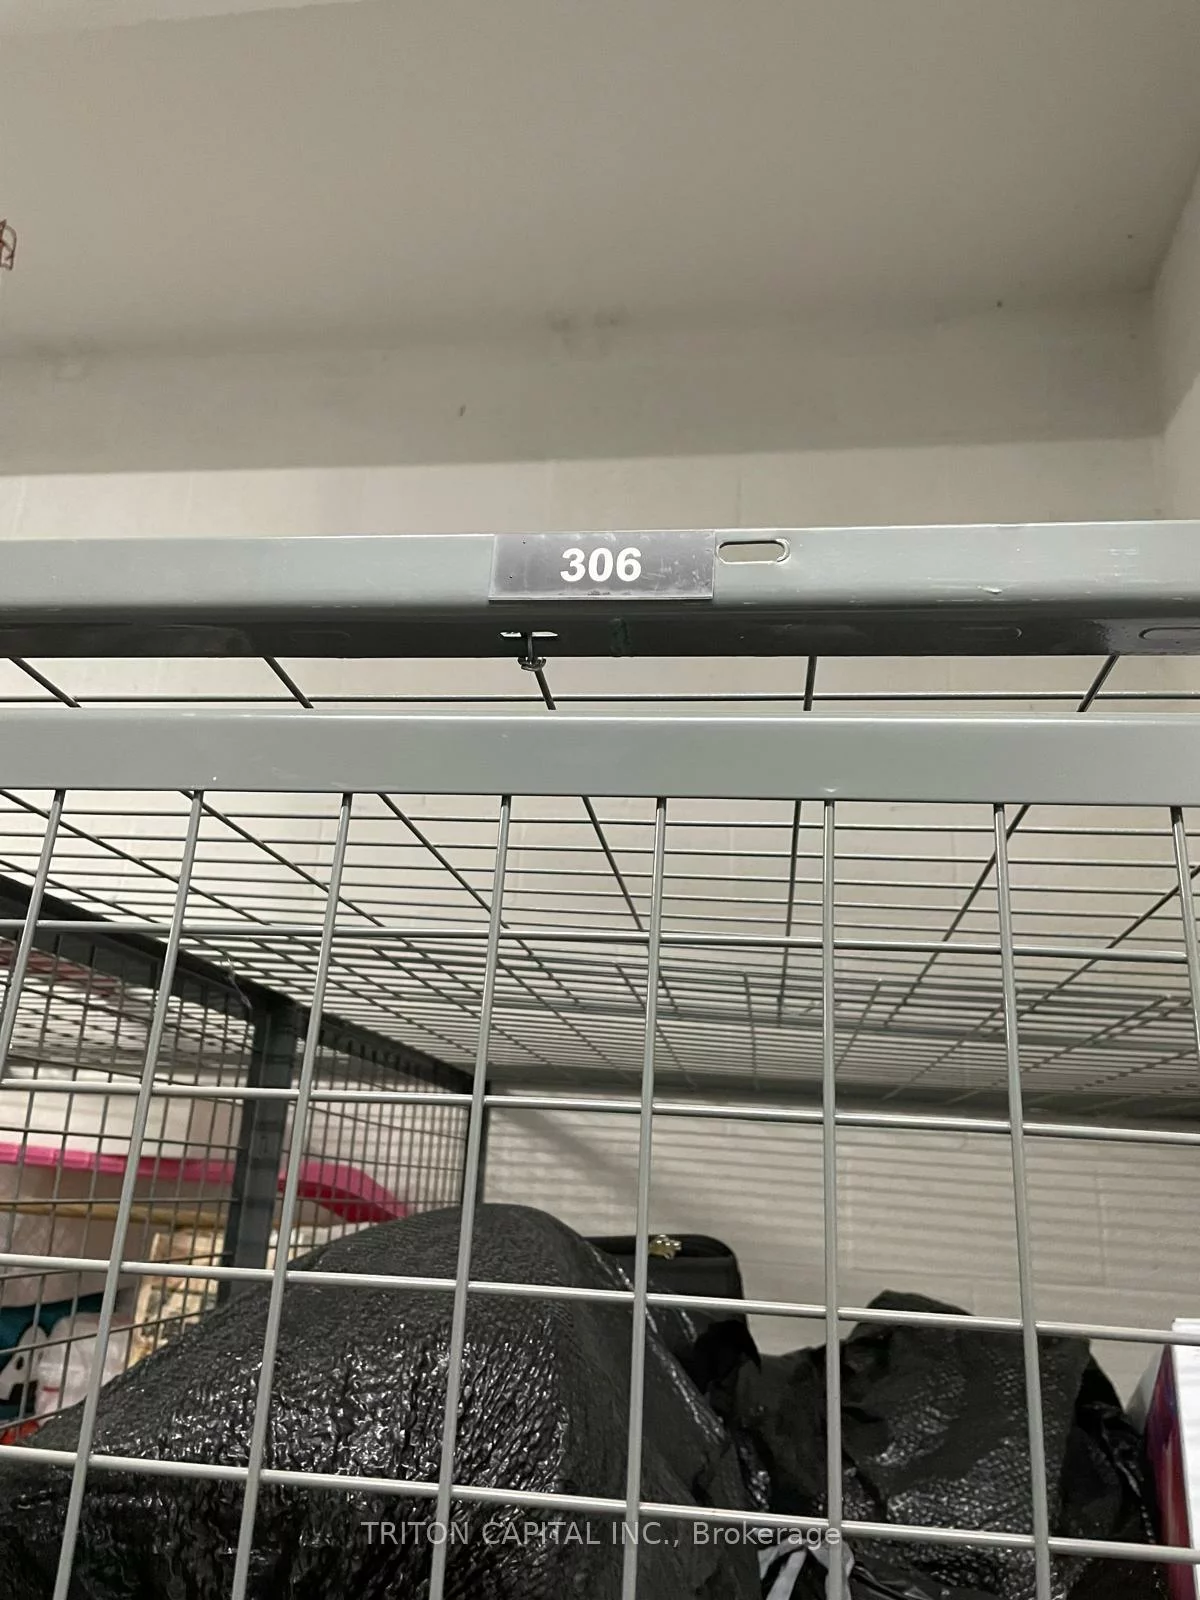 306
TRITON CAPITAL INC., Brokerage